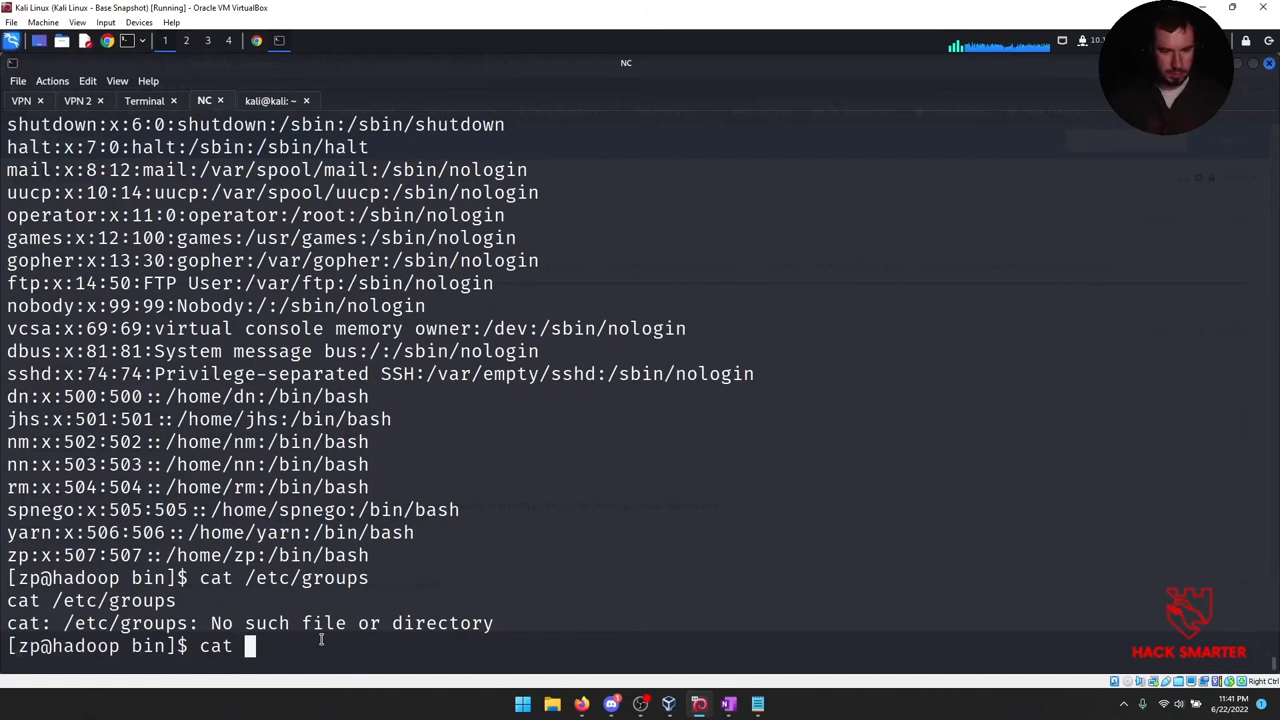 Kali Linux (Kali Linux - Base Snapshot) [Running] - Oracle VM VirtualBox
File Machine View Input Devices Help
1 2 3 4
NC
File Actions Edit View Help
VPN VPN 2 Terminal NC kali@kali: ~
shutdown:x:6:0:shutdown:/sbin:/sbin/shutdown
halt:x:7:0:halt:/sbin:/sbin/halt
mail:x:8:12:mail:/var/spool/mail:/sbin/nologin
uucp:x:10:14:uucp:/var/spool/uucp:/sbin/nologin
operator:x:11:0:operator:/root:/sbin/nologin
games:x:12:100:games:/usr/games:/sbin/nologin
gopher:x:13:30:gopher:/var/gopher:/sbin/nologin
ftp:x:14:50:FTP User:/var/ftp:/sbin/nologin
nobody:x:99:99:Nobody:/:/sbin/nologin
vcsa:x:69:69:virtual console memory owner:/dev:/sbin/nologin
dbus:x:81:81:System message bus:/:/sbin/nologin
sshd:x:74:74:Privilege-separated SSH:/var/empty/sshd:/sbin/nologin
dn:x:500:500::/home/dn:/bin/bash
jhs:x:501:501::/home/jhs:/bin/bash
nm:x:502:502::/home/nm:/bin/bash
nn:x:503:503::/home/nn:/bin/bash
rm:x:504:504::/home/rm:/bin/bash
spnego:x:505:505::/home/spnego:/bin/bash
yarn:x:506:506::/home/yarn:/bin/bash
zp:x:507:507::/home/zp:/bin/bash
[zp@hadoop bin]$ cat /etc/groups
cat /etc/groups
cat: /etc/groups: No such file or directory
[zp@hadoop bin]$ cat
HACK SMARTER
Right Ctrl
11:41 PM
6/22/2022